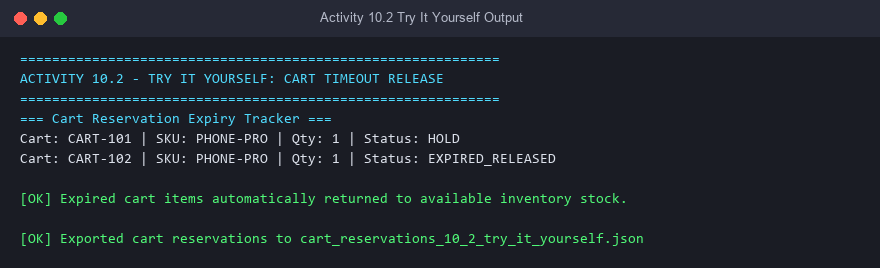 Activity 10.2 Try It Yourself Output
============================================================
ACTIVITY 10.2 - TRY IT YOURSELF: CART TIMEOUT RELEASE
============================================================
=== Cart Reservation Expiry Tracker ===
Cart: CART-101 | SKU: PHONE-PRO | Qty: 1 | Status: HOLD
Cart: CART-102 | SKU: PHONE-PRO | Qty: 1 | Status: EXPIRED_RELEASED
[OK] Expired cart items automatically returned to available inventory stock.
[OK] Exported cart reservations to cart_reservations_10_2_try_it_yourself.json